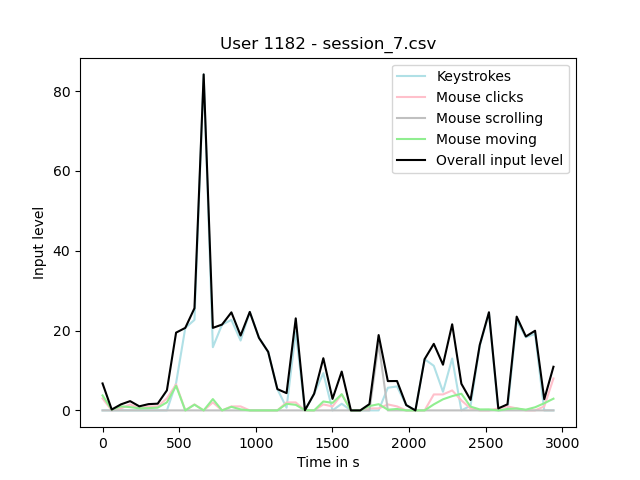 User 1182 - session_7.csv
Keystrokes
Mouse clicks
Mouse scrolling
Mouse moving
Overall input level
80
60
40
20
0
Input level
0 500 1000 1500 2000 2500 3000
Time in s